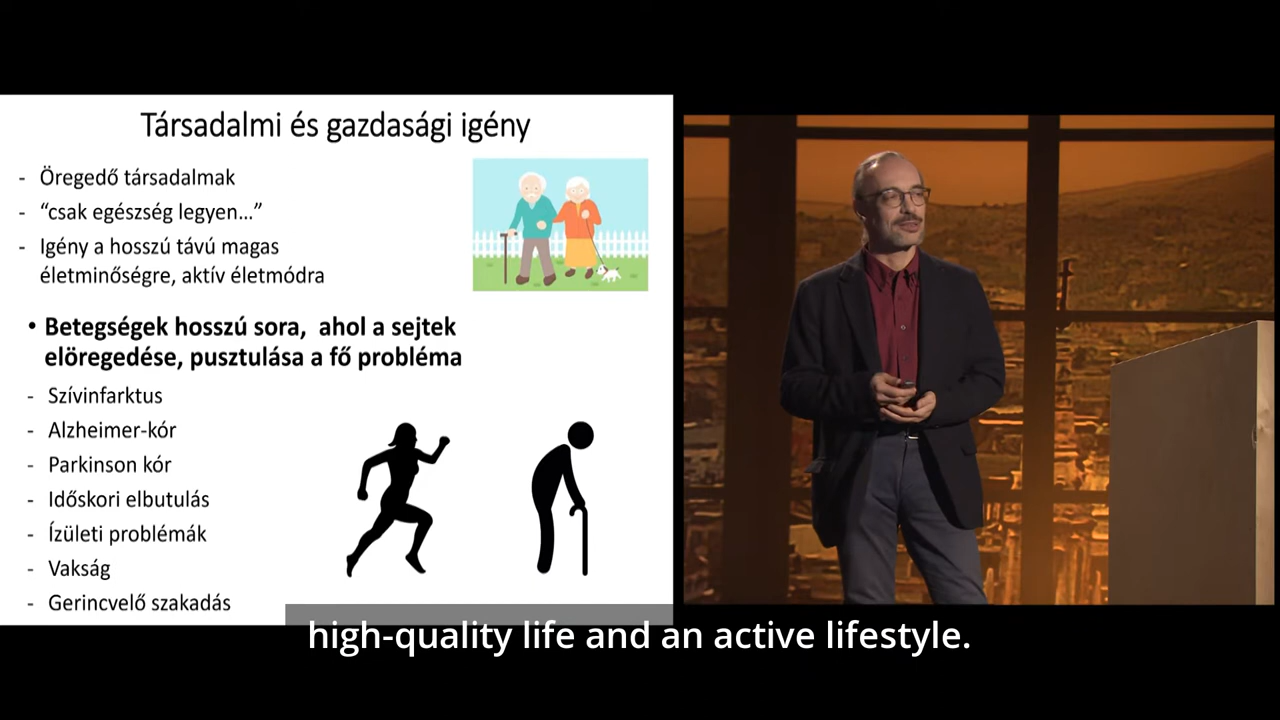 Társadalmi és gazdasági igény
- Öregedő társadalmak
- “csak egészség legyen...”
- Igény a hosszú távú magas
életminőségre, aktív életmódra
• Betegségek hosszú sora, ahol a sejtek
elöregedése, pusztulása a fő probléma
- Szívinfarktus
- Alzheimer-kór
- Parkinson kór
- Időskori elbutulás
- Ízületi problémák
- Vakság
- Gerincvelő szakadás
high-quality life and an active lifestyle.